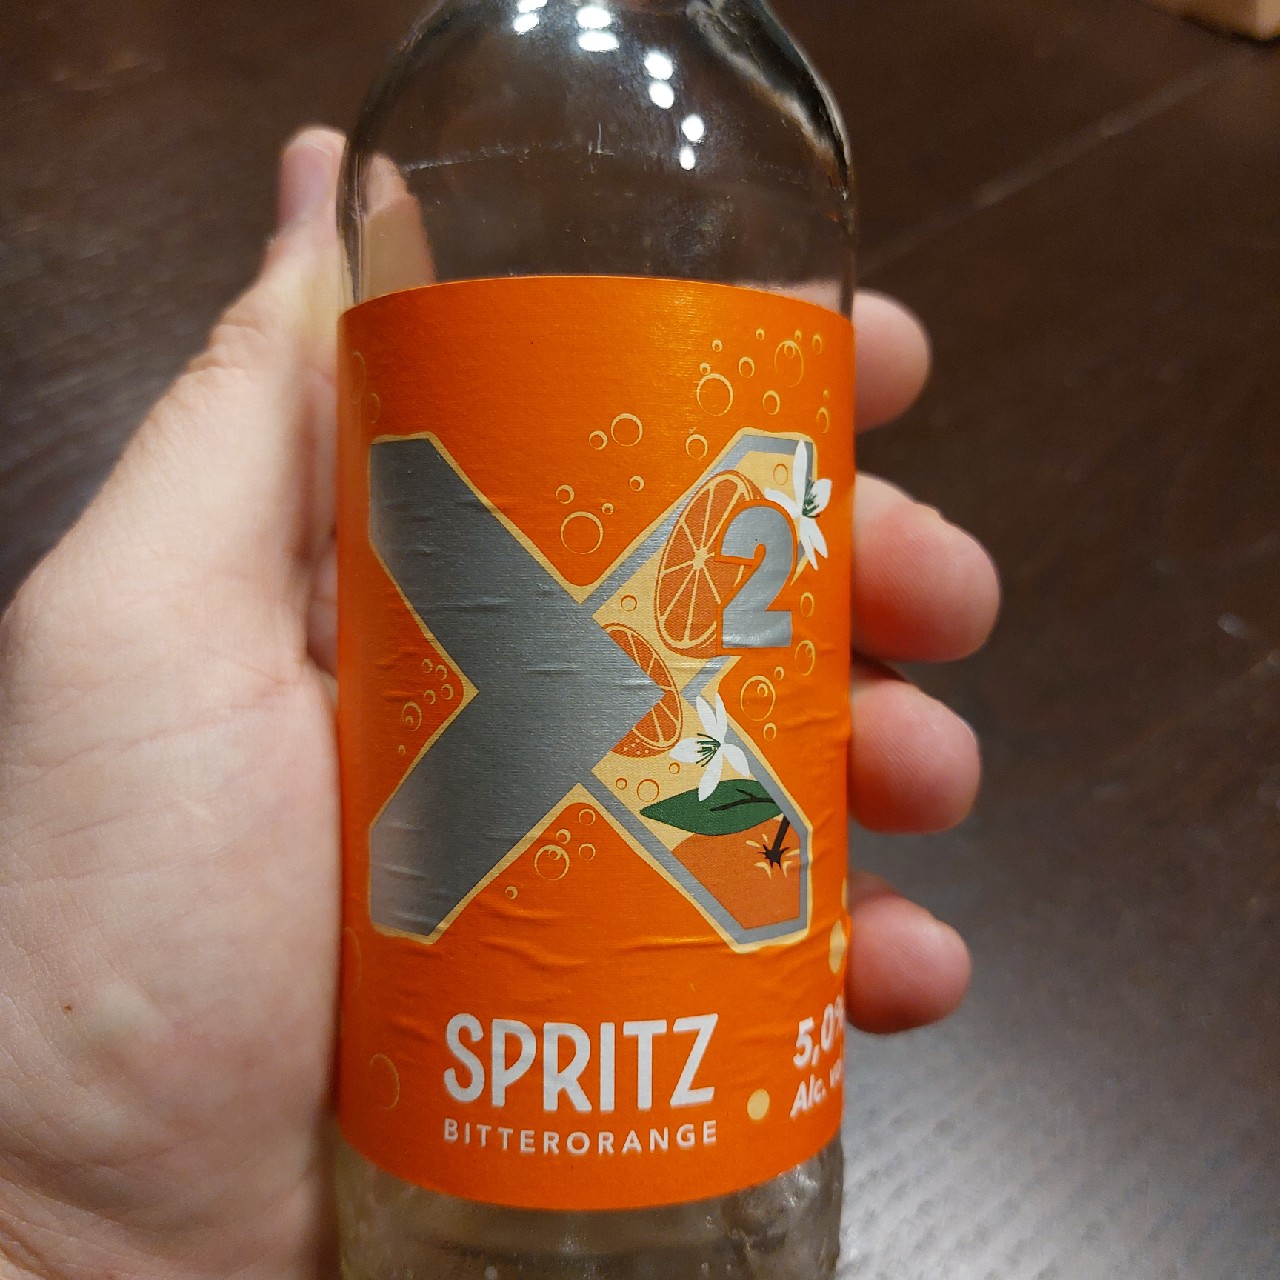 X2
SPRITZ
BITTERORANGE
5,0%
Alc.